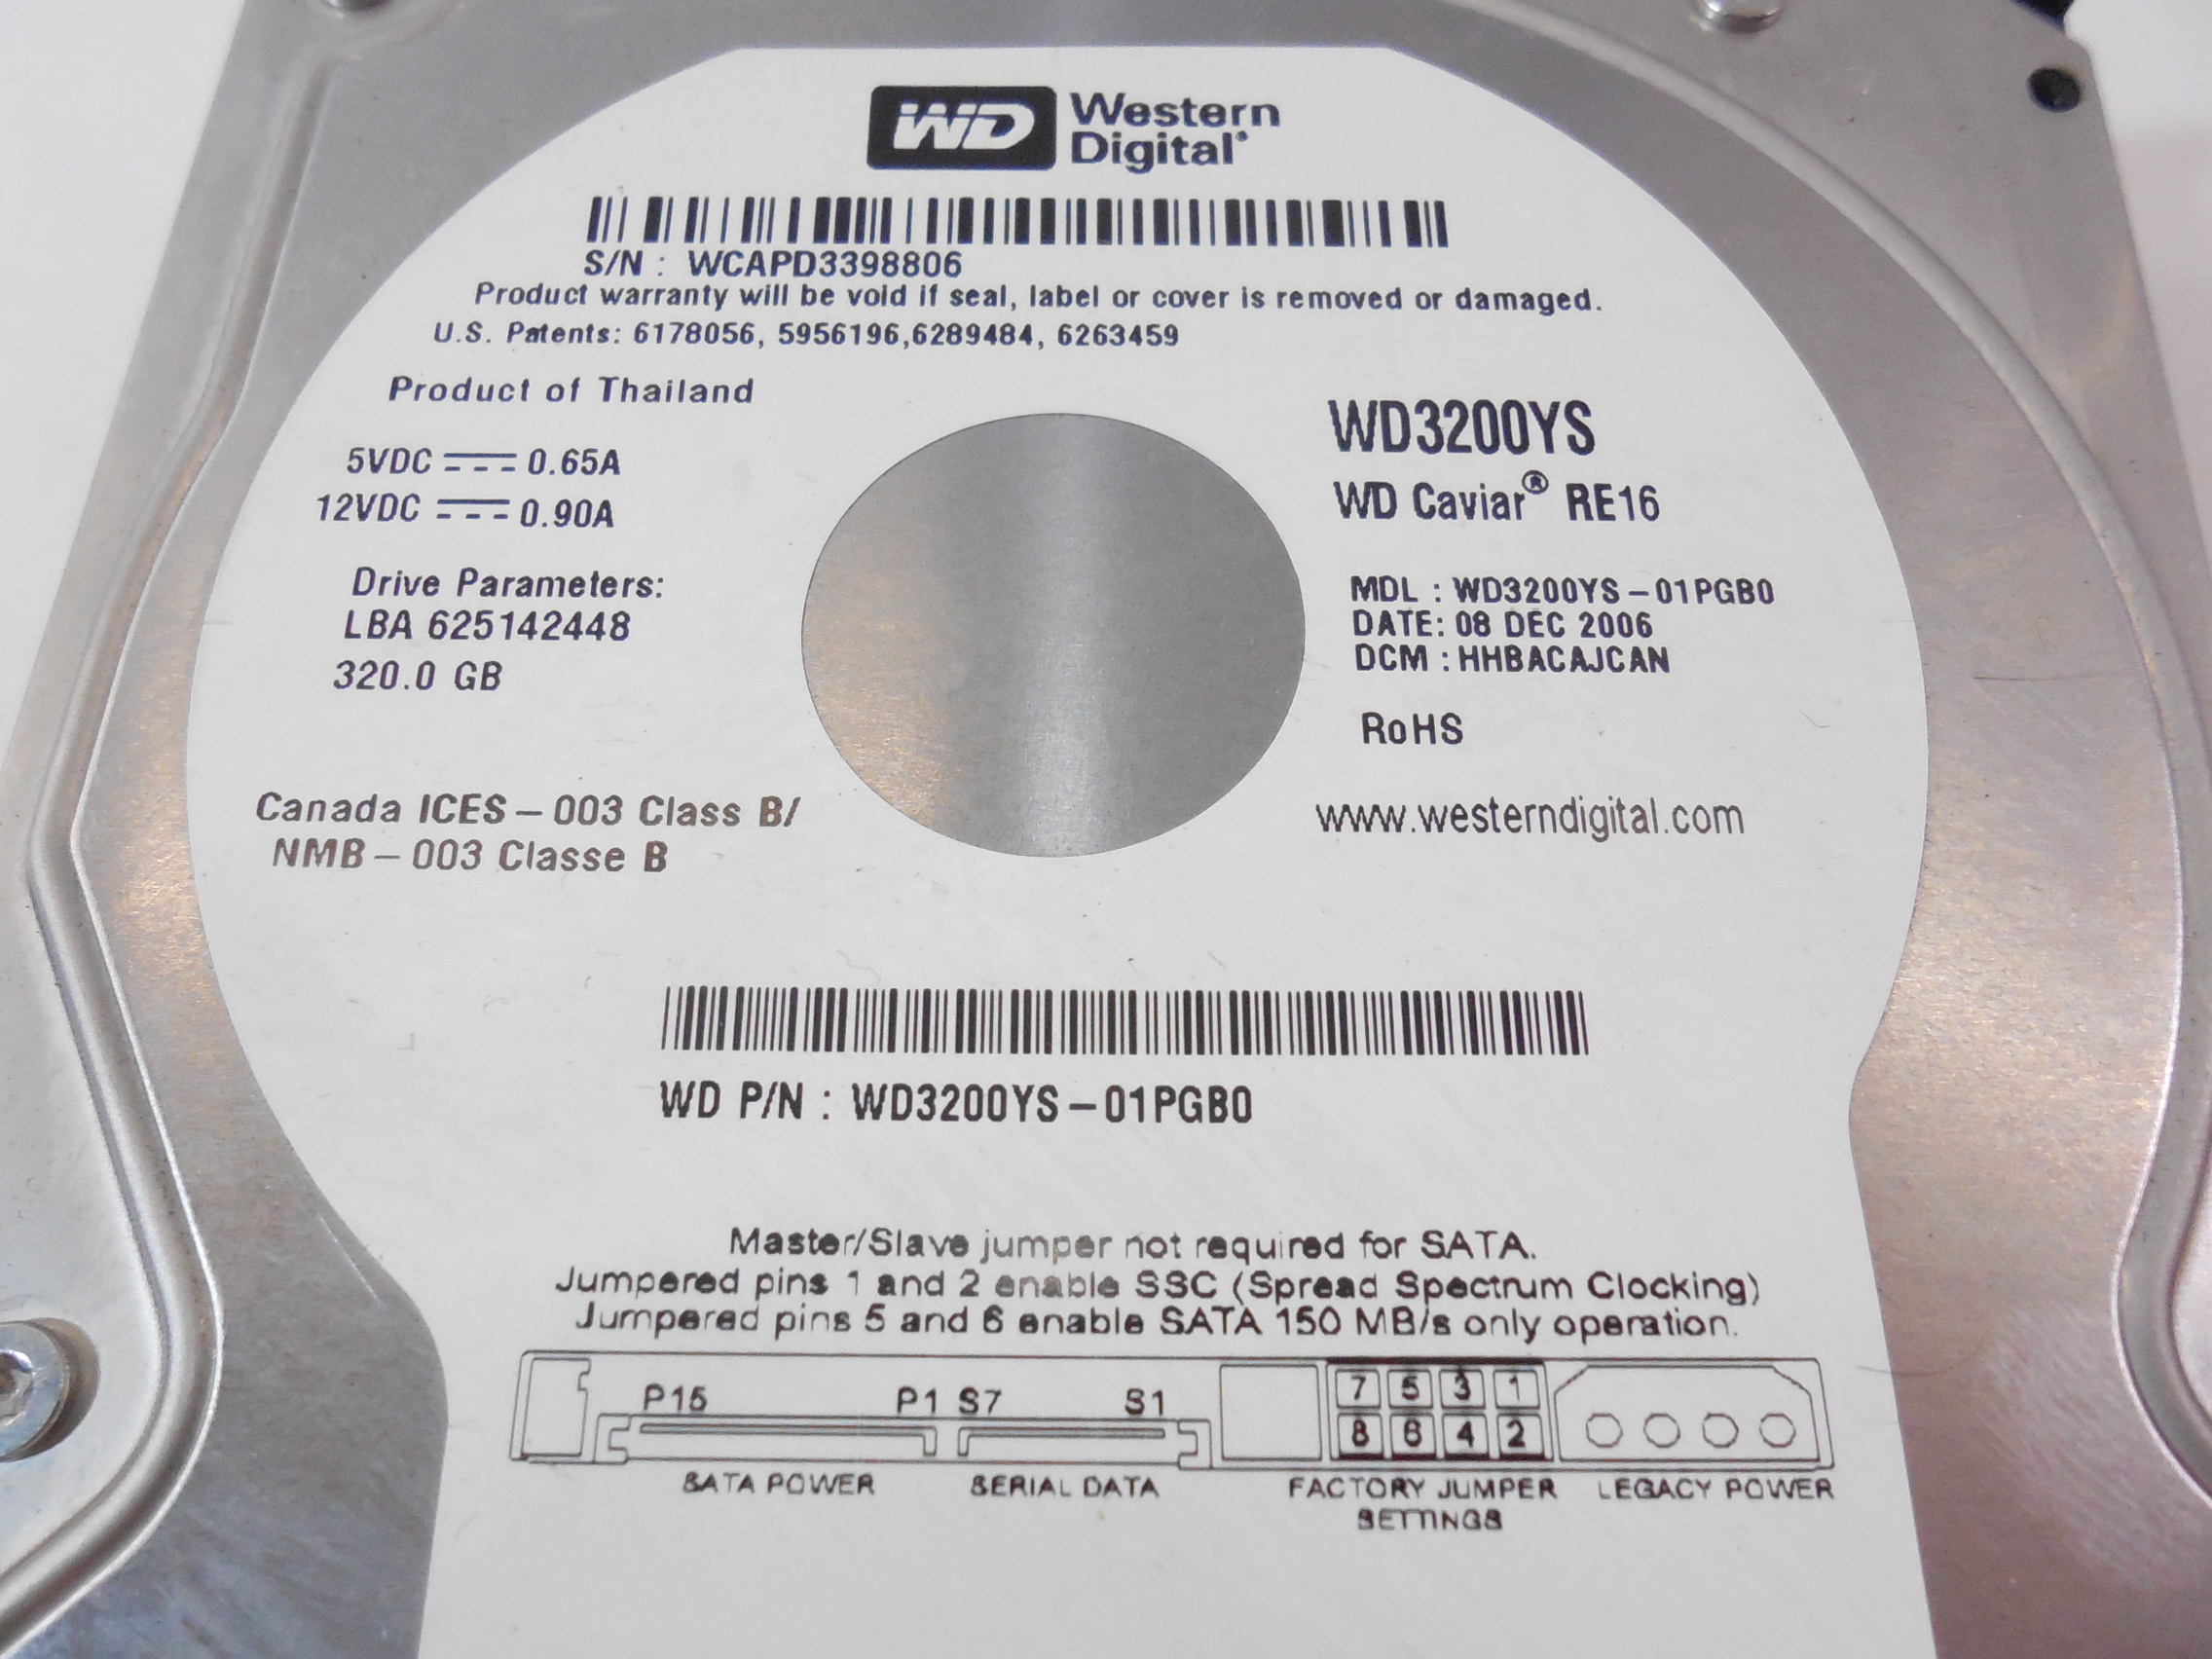 WD Western
Digital
S/N : WCAPD3398806
Product warranty will be void if seal, label or cover is removed or damaged.
U.S. Patents: 6178056, 5956196,6289484, 6263459
Product of Thailand
5VDC 0.65A
12VDC 0.90A
Drive Parameters:
LBA 625142448
320.0 GB
Canada ICES-003 Class B/
NMB-003 Classe B
WD3200YS
WD Caviar® RE16
MDL : WD3200YS-01PGB0
DATE: 08 DEC 2006
DCM : HHBACAJCAN
RoHS
www.westerndigital.com
WD P/N : WD3200YS-01PGB0
Master/Slave jumper not required for SATA.
Jumpered pins 1 and 2 enable SSC (Spread Spectrum Clocking)
Jumpered pins 5 and 6 enable SATA 150 MB/s only operation.
P15 P1 S7 S1 7 5 3 1
8 6 4 2
SATA POWER SERIAL DATA FACTORY JUMPER LEGACY POWER
SETTINGS